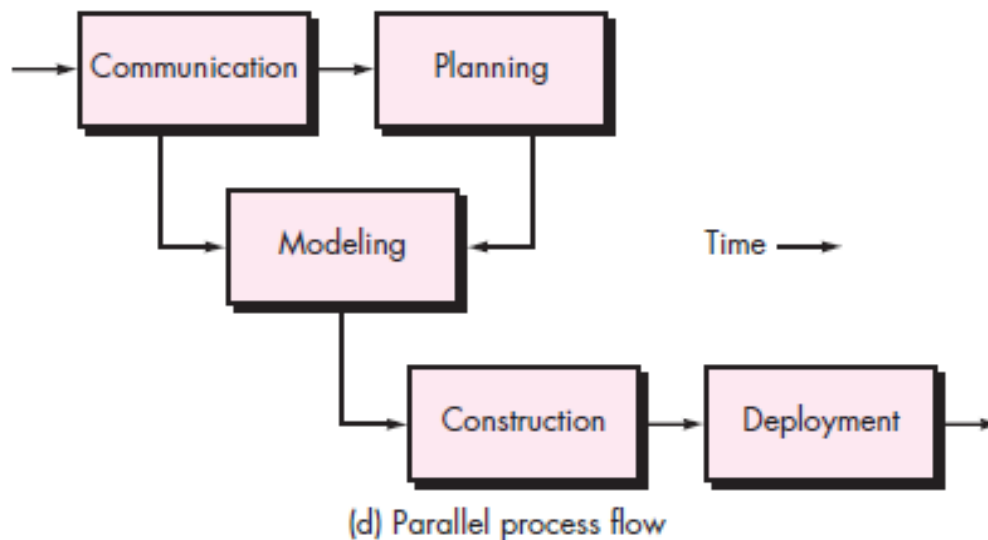 Communication
Planning
Modeling
Time
Construction
Deployment
(d) Parallel process flow